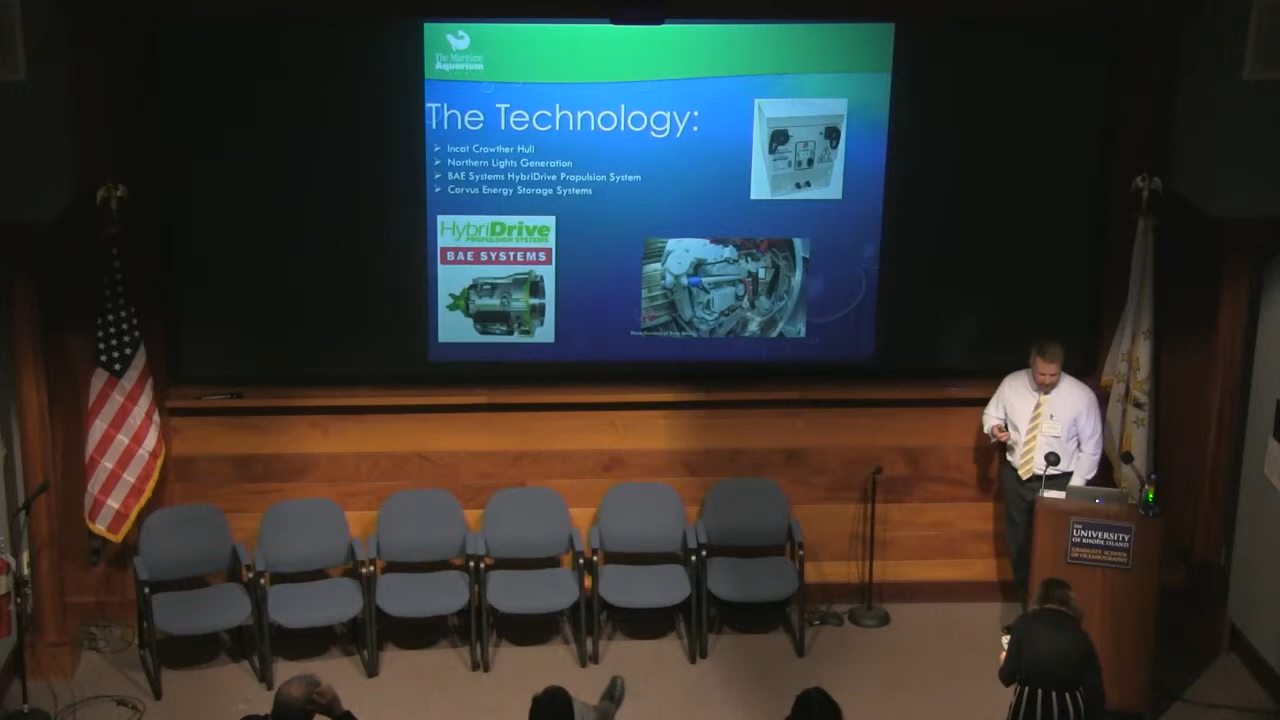 The Maritime
Aquarium
The Technology:
Incat Crowther Hull
Northern Lights Generation
BAE Systems HybriDrive Propulsion System
Corvus Energy Storage Systems
HybriDrive
PROPULSION SYSTEMS
BAE SYSTEMS
THE
UNIVERSITY
OF RHODE ISLAND
GRADUATE SCHOOL
OF OCEANOGRAPHY